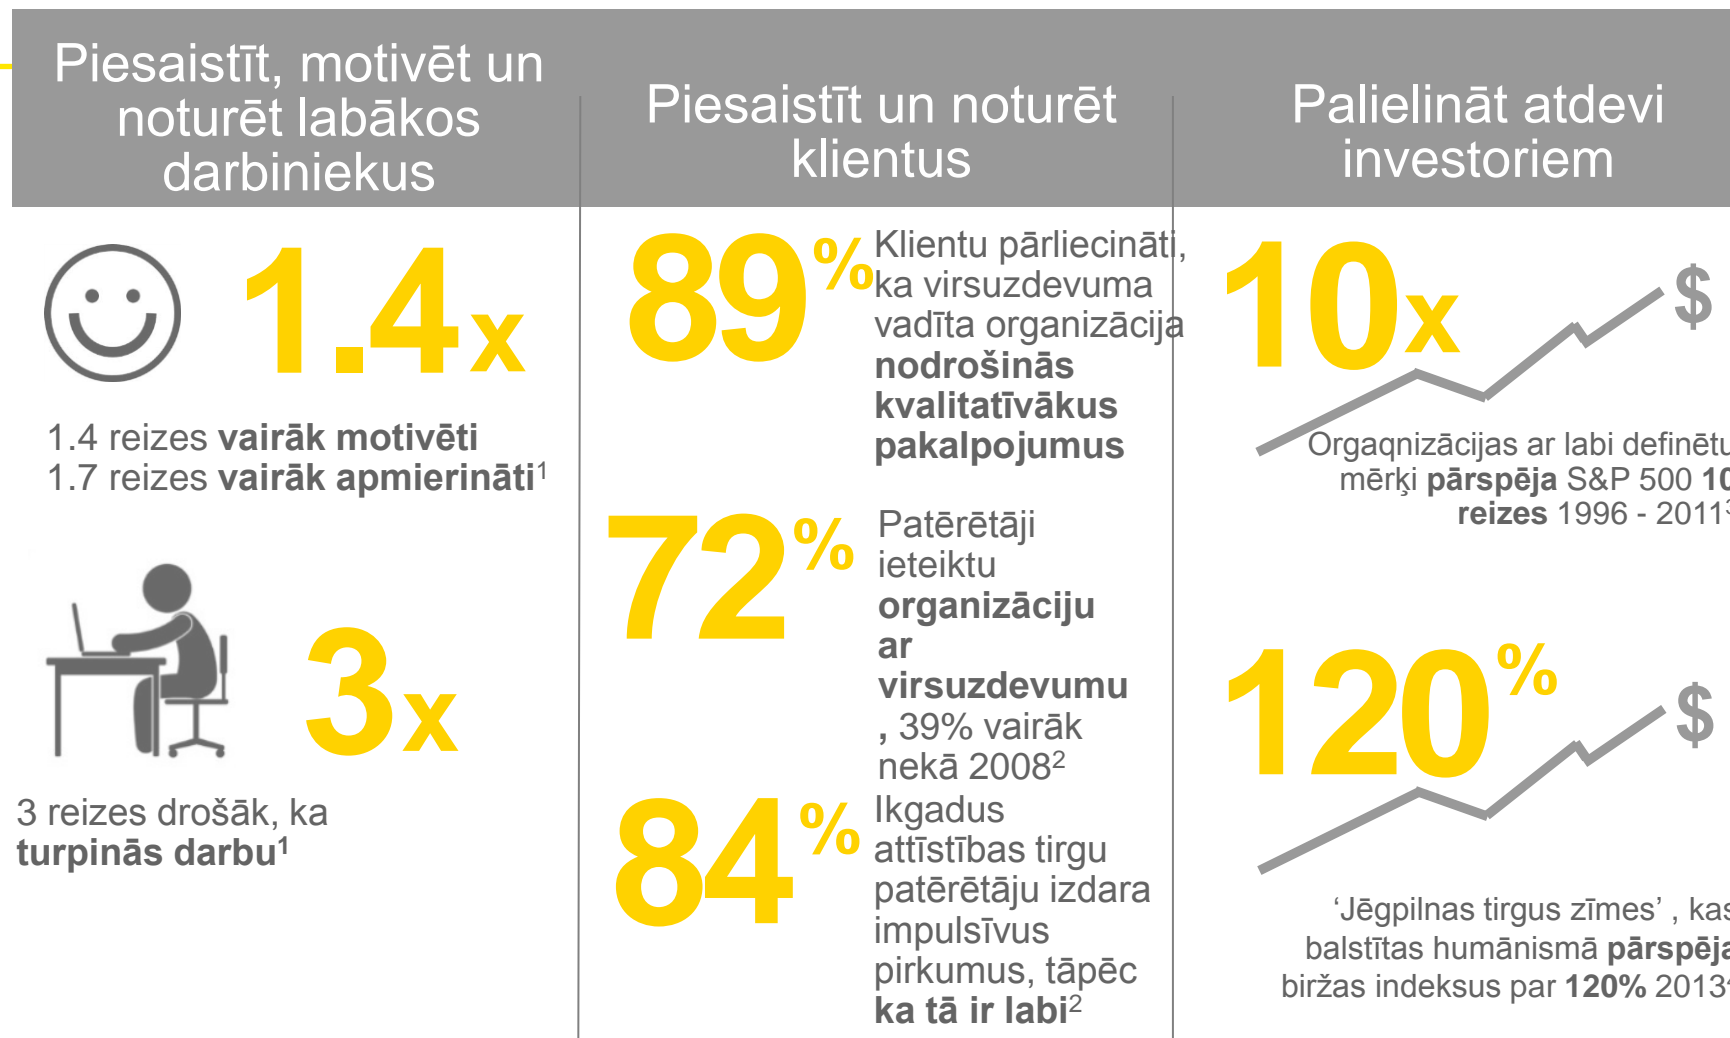 Piesaistīt, motivēt un
noturēt labākos
darbiniekus
1.4x
1.4 reizes vairāk motivēti
1.7 reizes vairāk apmierināti1
3x
3 reizes drošāk, ka
turpinās darbu1
Piesaistīt un noturēt
klientus
89%
Klientu pārliecināti,
ka virsuzdevuma
vadīta organizācija
nodrošinās
kvalitatīvākus
pakalpojumus
72%
Patērētāji
ieteiktu
organizāciju
ar
virsuzdevumu
, 39% vairāk
nekā 20082
84%
Ikgadus
attīstības tirgu
patērētāju izdara
impulsīvus
pirkumus, tāpēc
ka tā ir labi2
Palielināt atdevi
investoriem
10x
$
Orgaqnizācijas ar labi definētu
mērķi pārspēja S&P 500 10
reizes 1996 - 20113
120%
$
‘Jēgpilnas tirgus zīmes’ , kas
balstītas humānismā pārspēja
biržas indeksus par 120% 2013